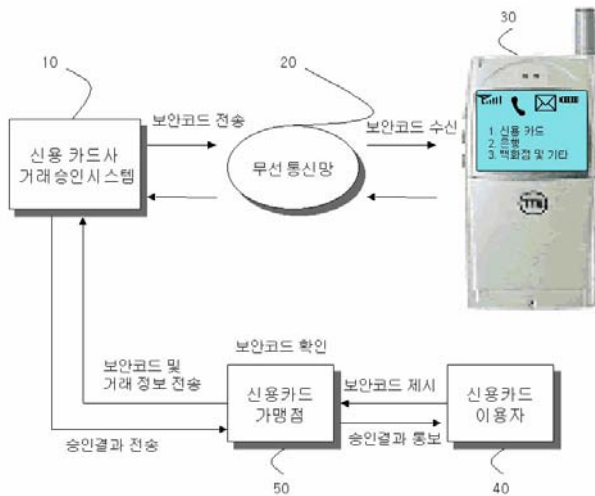 30
10
20
보안코드 전송
보안코드 수신
신용 카드사
거래승인시스템
무선 통신망
1. 신용 카드
2. 은행
3. 백화점 및 기타
보안코드 확인
보안코드 및
거래 정보 전송
신용카드
가맹점
보안코드 제시
신용카드
이용자
승인결과 전송
승인결과 통보
50
40